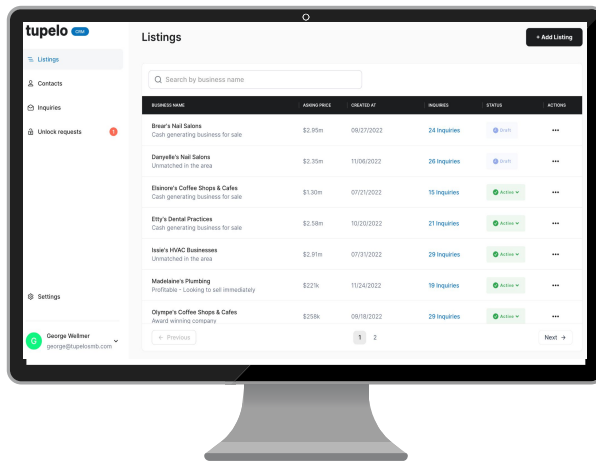 tupelo CRM
Listings
Contacts
Inquiries
Unlock requests
Settings
G
George Wellmer
george@tupelosmb.com
Listings
+ Add Listing
Search by business name
BUSINESS NAME ASKING PRICE CREATED AT INQUIRIES STATUS ACTIONS
Brear's Nail Salons
Cash generating business for sale
$2.95m 09/27/2022 24 Inquiries Draft
Danyelle's Nail Salons
Unmatched in the area
$2.35m 11/06/2022 26 Inquiries Draft
Elsinore's Coffee Shops & Cafes
Cash generating business for sale
$1.30m 07/21/2022 15 Inquiries Active
Etty's Dental Practices
Cash generating business for sale
$2.58m 10/20/2022 21 Inquiries Active
Issie's HVAC Businesses
Unmatched in the area
$2.91m 07/31/2022 29 Inquiries Active
Madelaine's Plumbing
Profitable - Looking to sell immediately
$221k 11/24/2022 19 Inquiries Active
Olympe's Coffee Shops & Cafes
Award winning company
$258k 09/18/2022 29 Inquiries Active
← Previous
1 2
Next →